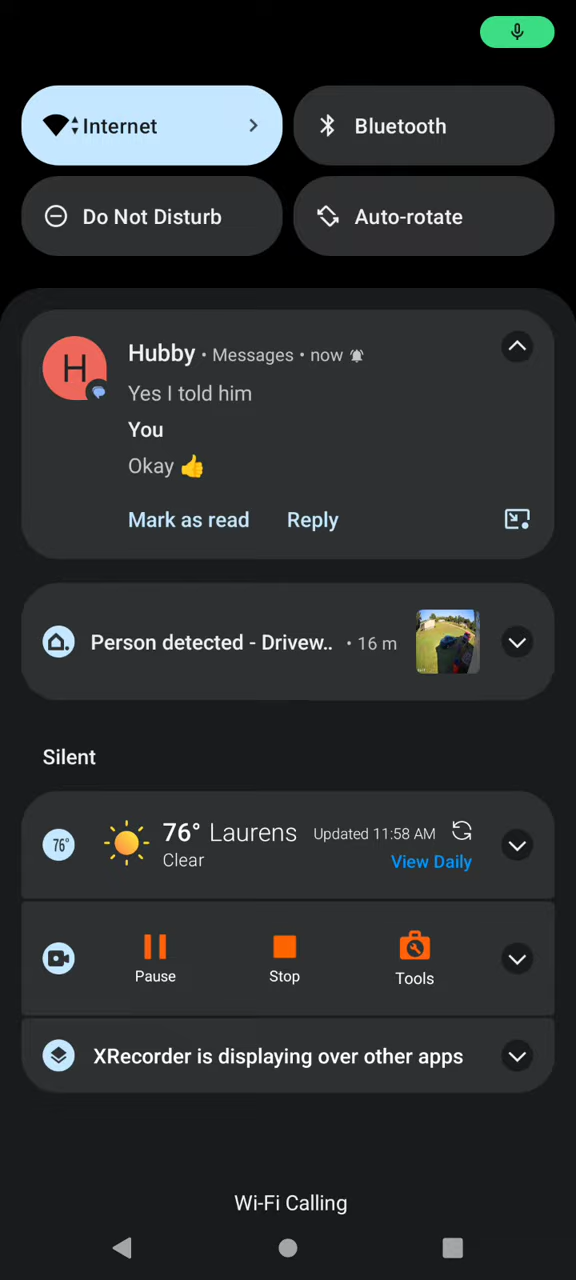 Internet
Bluetooth
Do Not Disturb
Auto-rotate
H
Hubby • Messages • now
Yes I told him
You
Okay 👍
Mark as read Reply
Person detected - Drivew.. • 16 m
Silent
76° 76° Laurens Updated 11:58 AM
Clear View Daily
Pause Stop Tools
XRecorder is displaying over other apps
Wi-Fi Calling